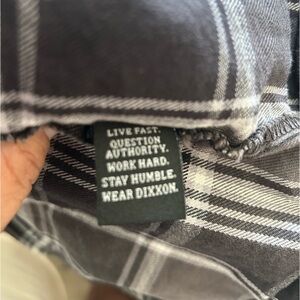 LIVE FAST.
QUESTION
AUTHORITY.
WORK HARD.
STAY HUMBLE.
WEAR DIXXON.